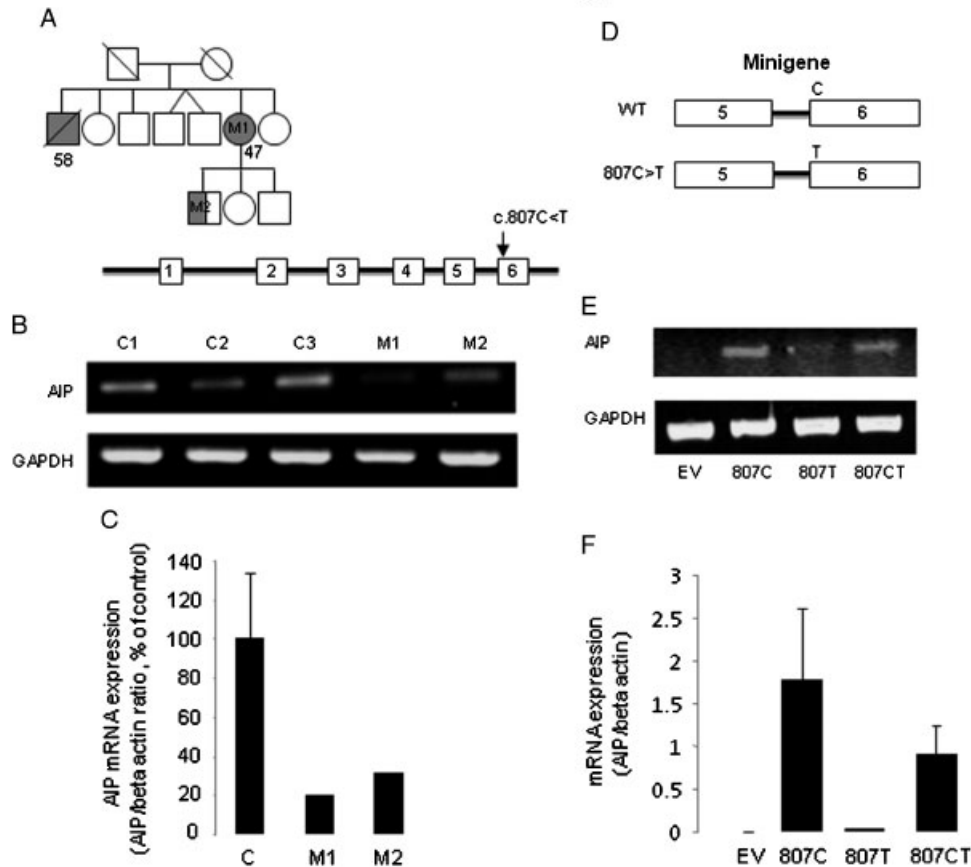 A
M1
58
47
M2
c.807C<T
1 2 3 4 5 6
B
C1 C2 C3 M1 M2
AIP
GAPDH
C
AIP mRNA expression
(AIP/beta actin ratio, % of control)
140
120
100
80
60
40
20
0
C M1 M2
D
Minigene
C
WT 5 6
T
807C>T 5 6
E
AIP
GAPDH
EV 807C 807T 807CT
F
mRNA expression
(AIP/beta actin)
3
2.5
2
1.5
1
0.5
0
EV 807C 807T 807CT